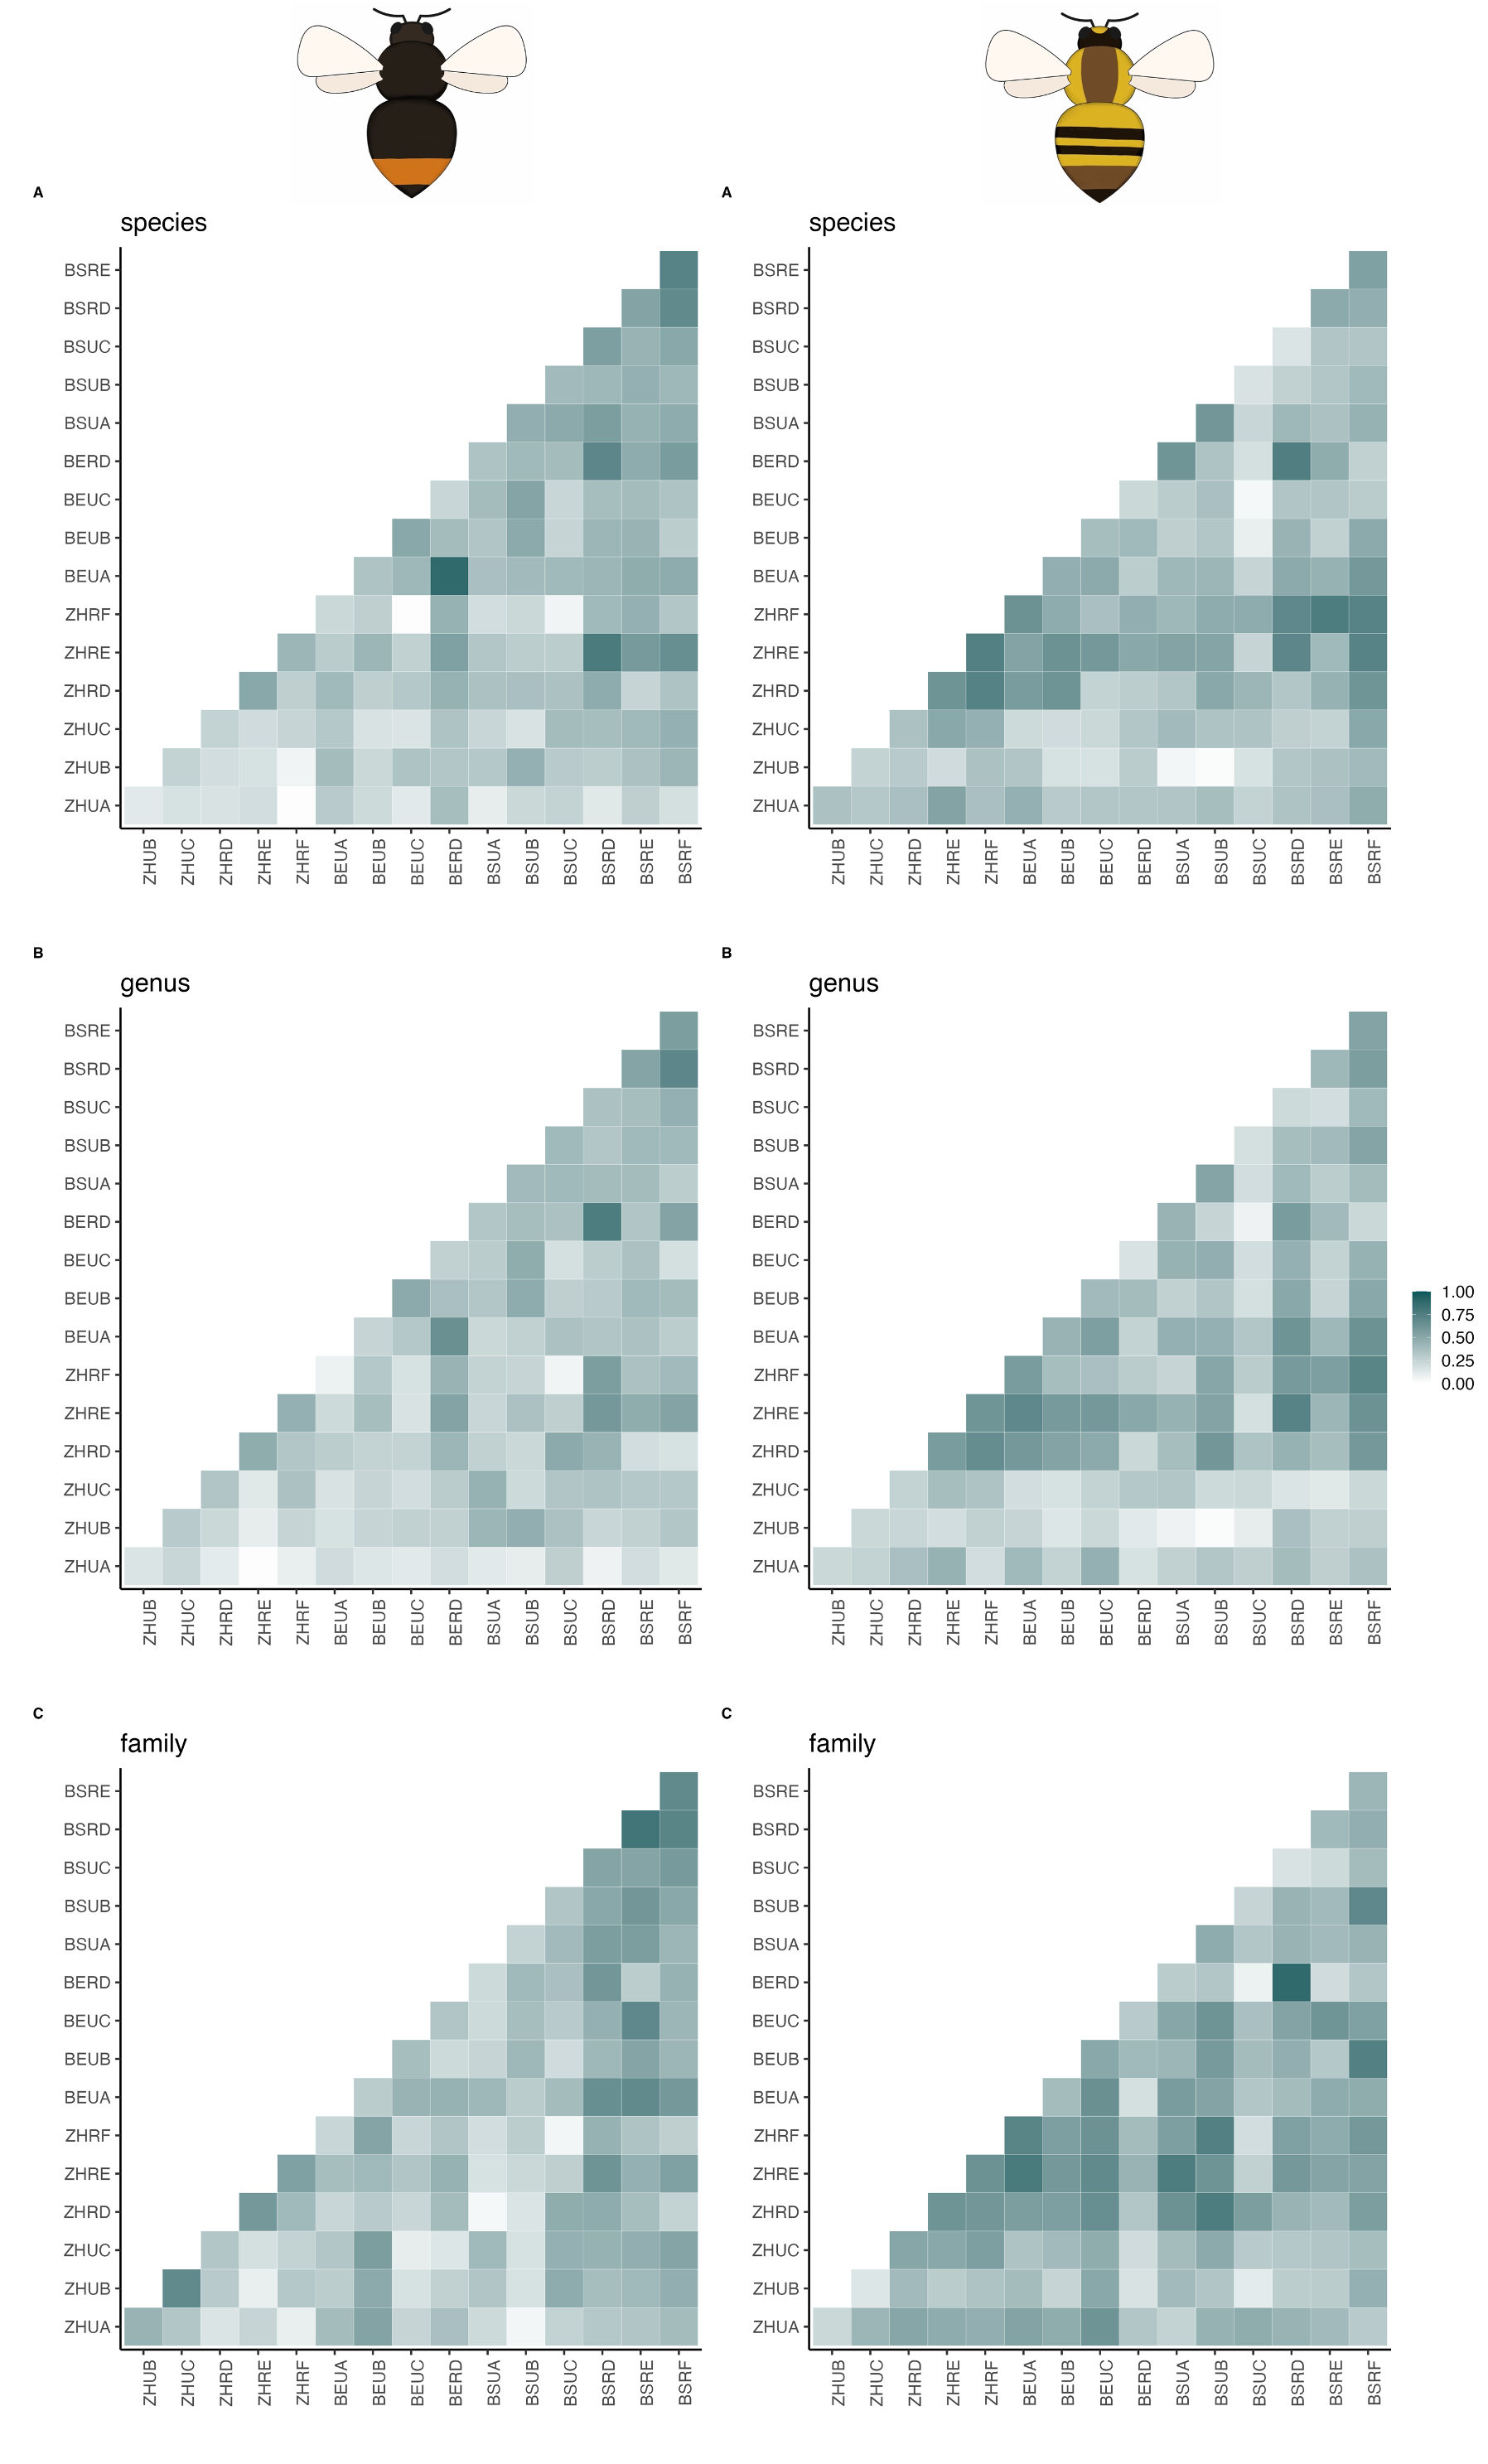 A A
species species
BSRE BSRE
BSRD BSRD
BSUC BSUC
BSUB BSUB
BSUA BSUA
BERD BERD
BEUC BEUC
BEUB BEUB
BEUA BEUA
ZHRF ZHRF
ZHRE ZHRE
ZHRD ZHRD
ZHUC ZHUC
ZHUB ZHUB
ZHUA ZHUA
ZHUB ZHUC ZHRD ZHRE ZHRF BEUA BEUB BEUC BERD BSUA BSUB BSUC BSRD BSRE BSRF ZHUB ZHUC ZHRD ZHRE ZHRF BEUA BEUB BEUC BERD BSUA BSUB BSUC BSRD BSRE BSRF
B B
genus genus
BSRE BSRE
BSRD BSRD
BSUC BSUC
BSUB BSUB
BSUA BSUA
BERD BERD
BEUC BEUC
BEUB BEUB 1.00
BEUA BEUA 0.75
0.50
ZHRF ZHRF 0.25
0.00
ZHRE ZHRE
ZHRD ZHRD
ZHUC ZHUC
ZHUB ZHUB
ZHUA ZHUA
ZHUB ZHUC ZHRD ZHRE ZHRF BEUA BEUB BEUC BERD BSUA BSUB BSUC BSRD BSRE BSRF ZHUB ZHUC ZHRD ZHRE ZHRF BEUA BEUB BEUC BERD BSUA BSUB BSUC BSRD BSRE BSRF
C C
family family
BSRE BSRE
BSRD BSRD
BSUC BSUC
BSUB BSUB
BSUA BSUA
BERD BERD
BEUC BEUC
BEUB BEUB
BEUA BEUA
ZHRF ZHRF
ZHRE ZHRE
ZHRD ZHRD
ZHUC ZHUC
ZHUB ZHUB
ZHUA ZHUA
ZHUB ZHUC ZHRD ZHRE ZHRF BEUA BEUB BEUC BERD BSUA BSUB BSUC BSRD BSRE BSRF ZHUB ZHUC ZHRD ZHRE ZHRF BEUA BEUB BEUC BERD BSUA BSUB BSUC BSRD BSRE BSRF